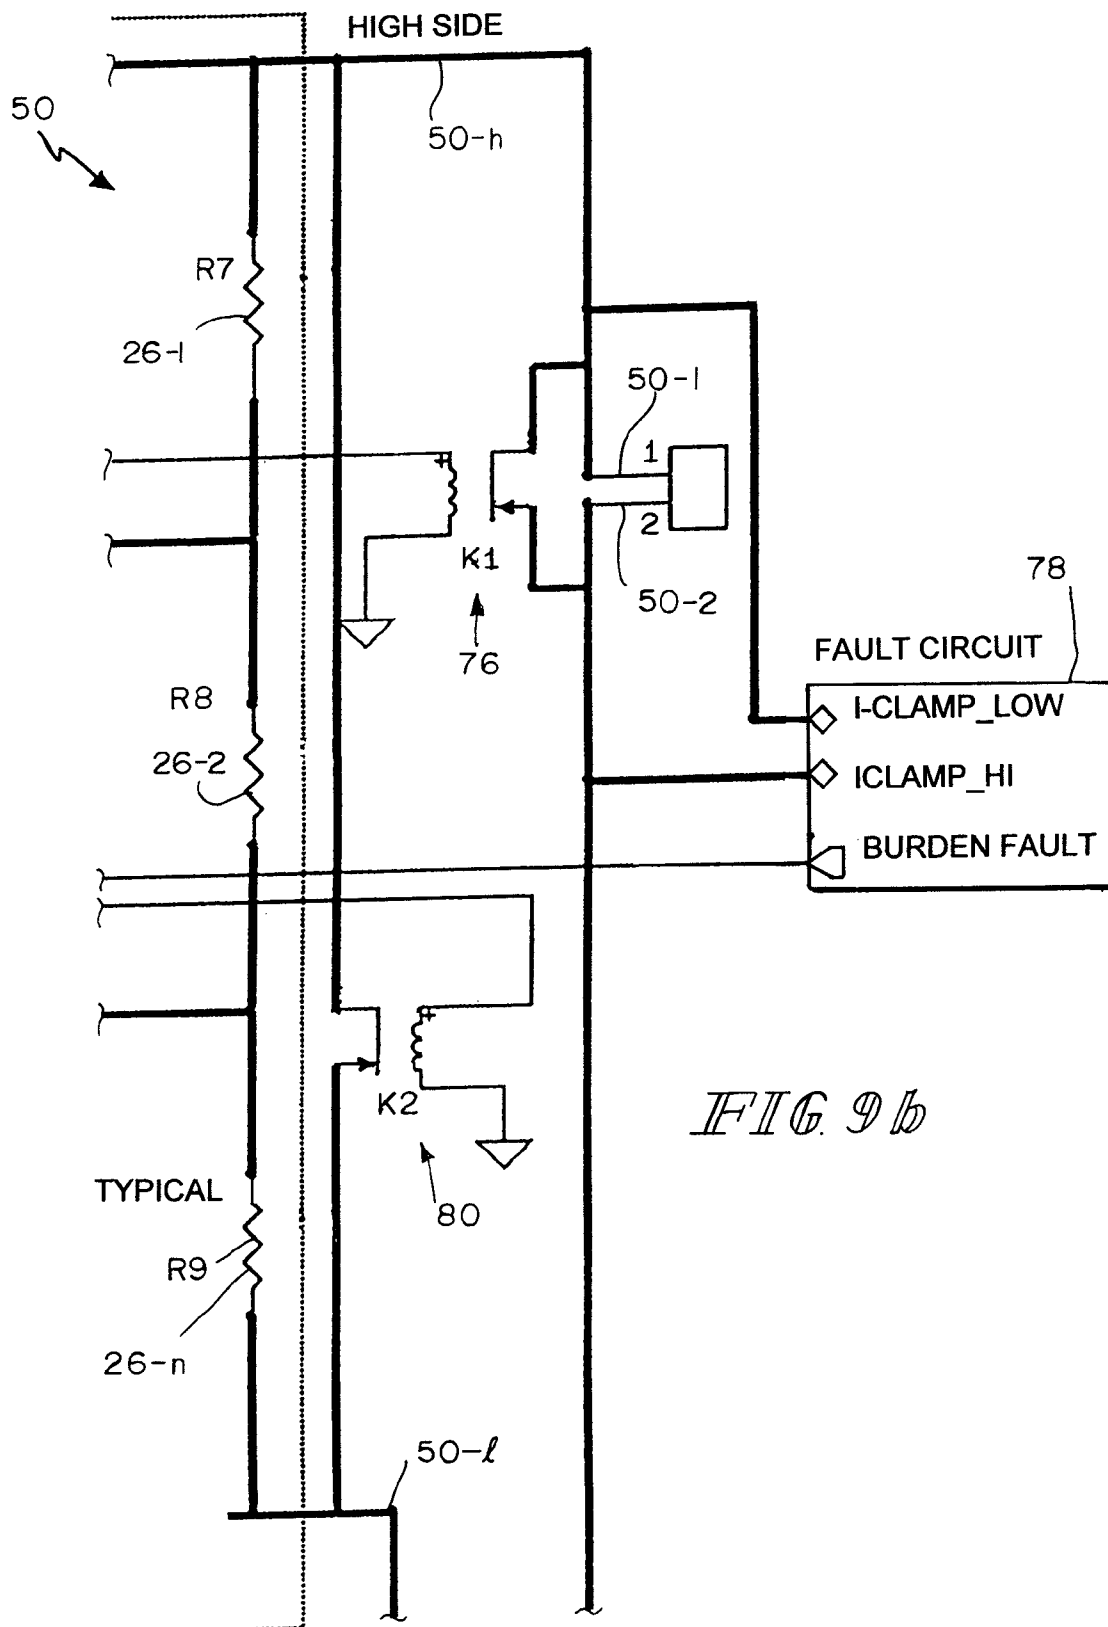 HIGH SIDE
50
50-h
R7
26-1
50-1
1
2
K1
50-2
76
78
FAULT CIRCUIT
R8
I-CLAMP_LOW
26-2
ICLAMP_HI
BURDEN FAULT
+
+
K2
FIG. 9b
TYPICAL
80
R9
26-n
50-ℓ